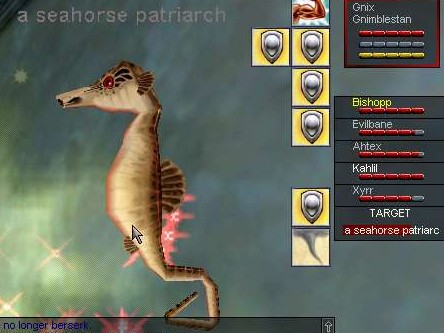 a seahorse patriarch
Gnix
Gnimblestan
Bishopp
Evilbane
Ahtex
Kahlil
Xyrr
TARGET
a seahorse patriarc
no longer berserk.